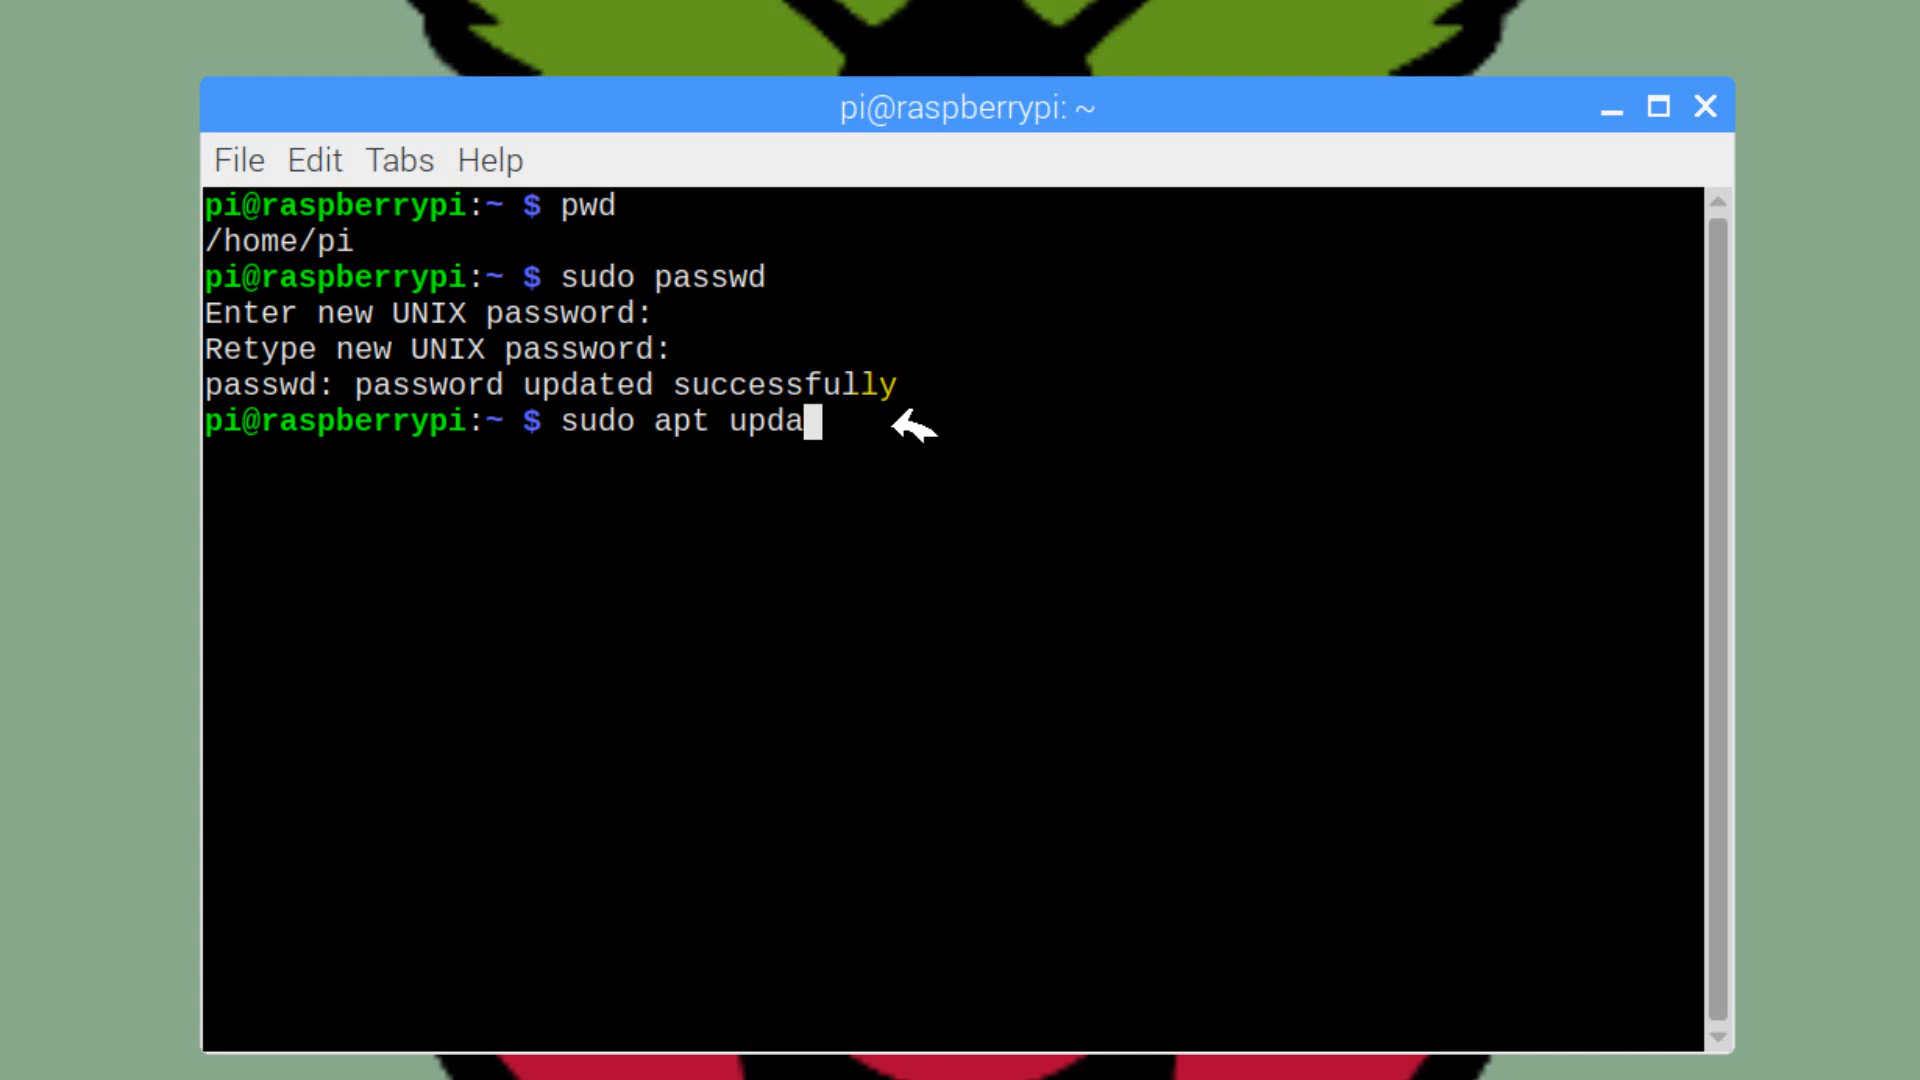 pi@raspberrypi: ~
File Edit Tabs Help
pi@raspberrypi:~ $ pwd
/home/pi
pi@raspberrypi:~ $ sudo passwd
Enter new UNIX password:
Retype new UNIX password:
passwd: password updated successfully
pi@raspberrypi:~ $ sudo apt upda